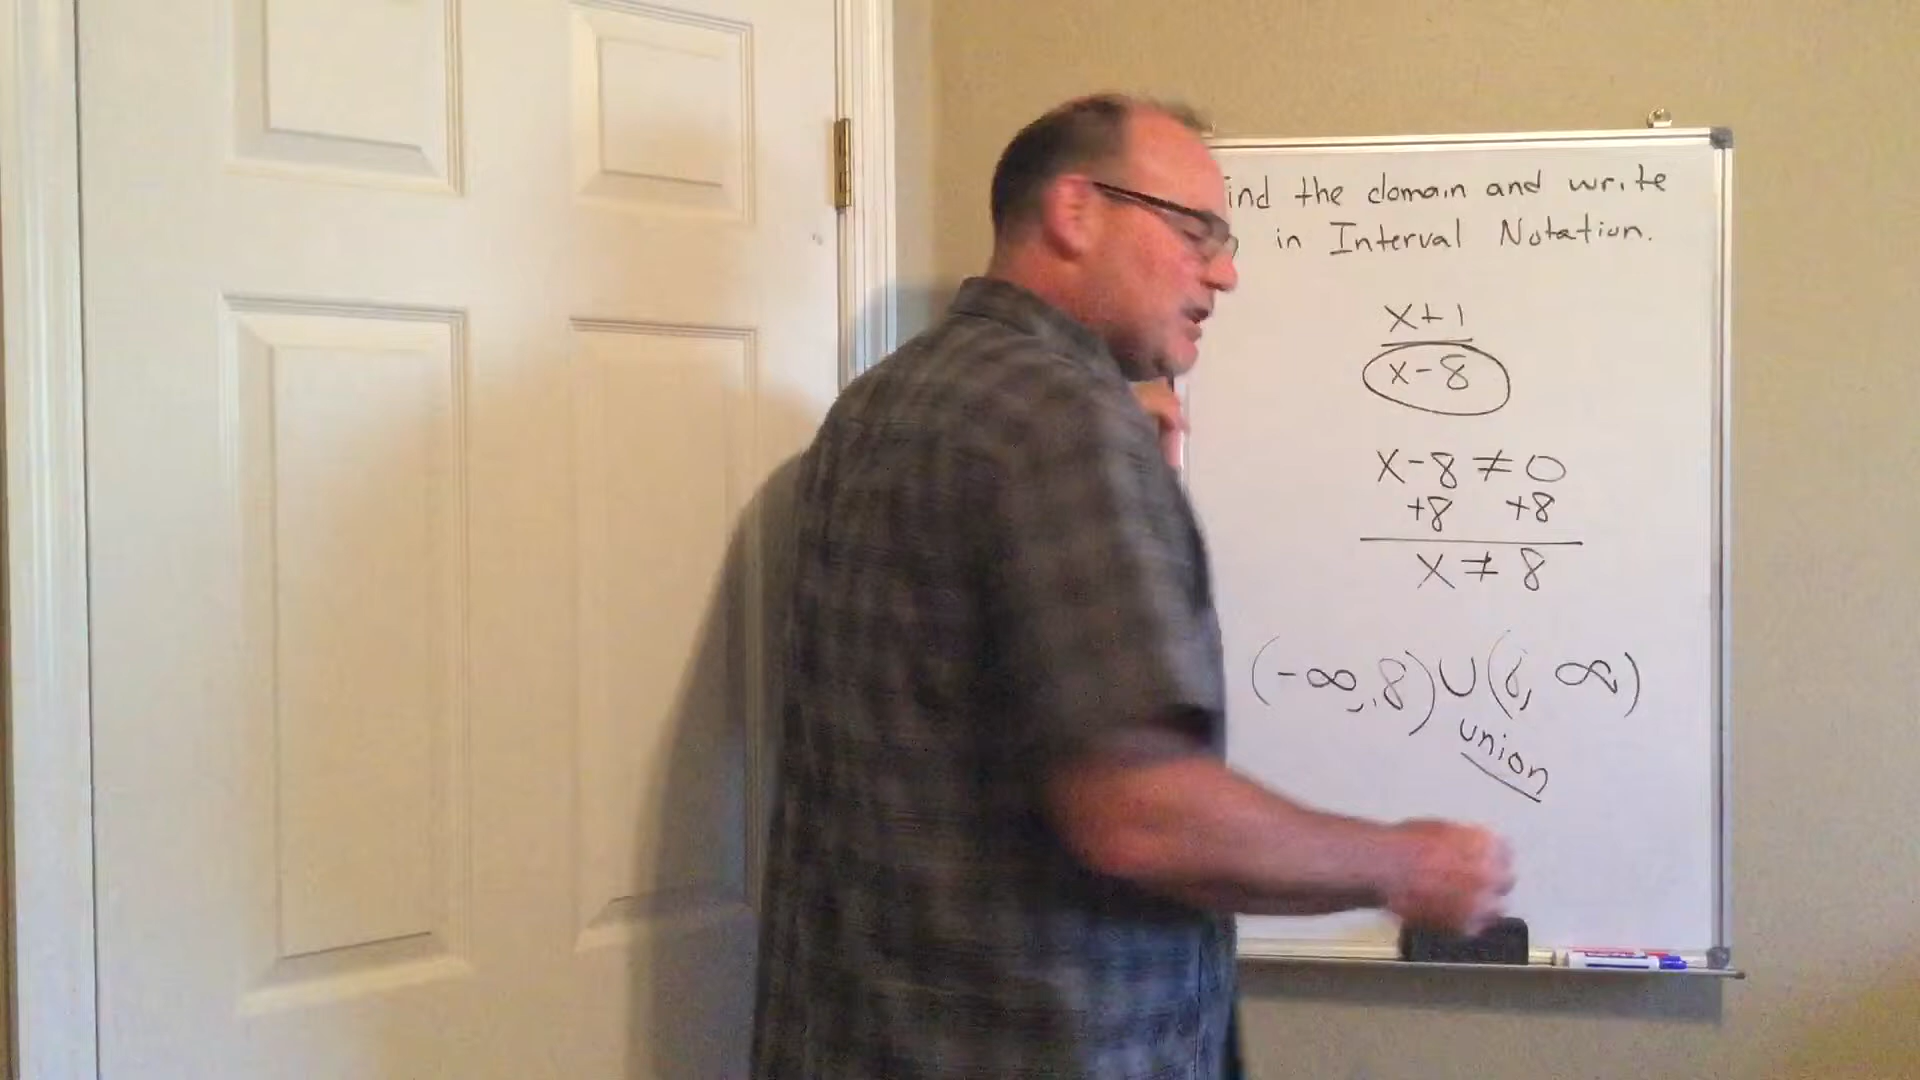 ind the domain and write
in Interval Notation.
x+1
x-8
x-8 ≠ 0
+8 +8
x ≠ 8
(-∞,8)∪(8, ∞)
union